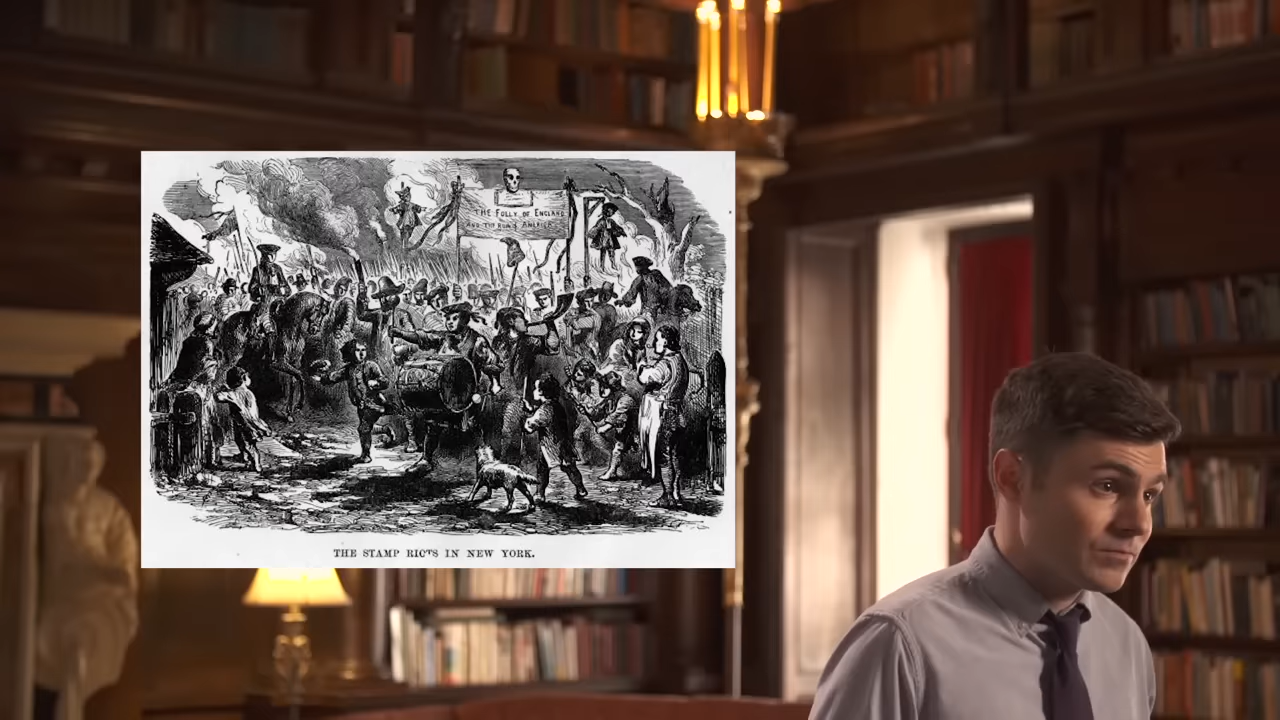 THE FOLLY OF ENGLAND
AND THE RUIN OF AMERICA
THE STAMP RIOTS IN NEW YORK.